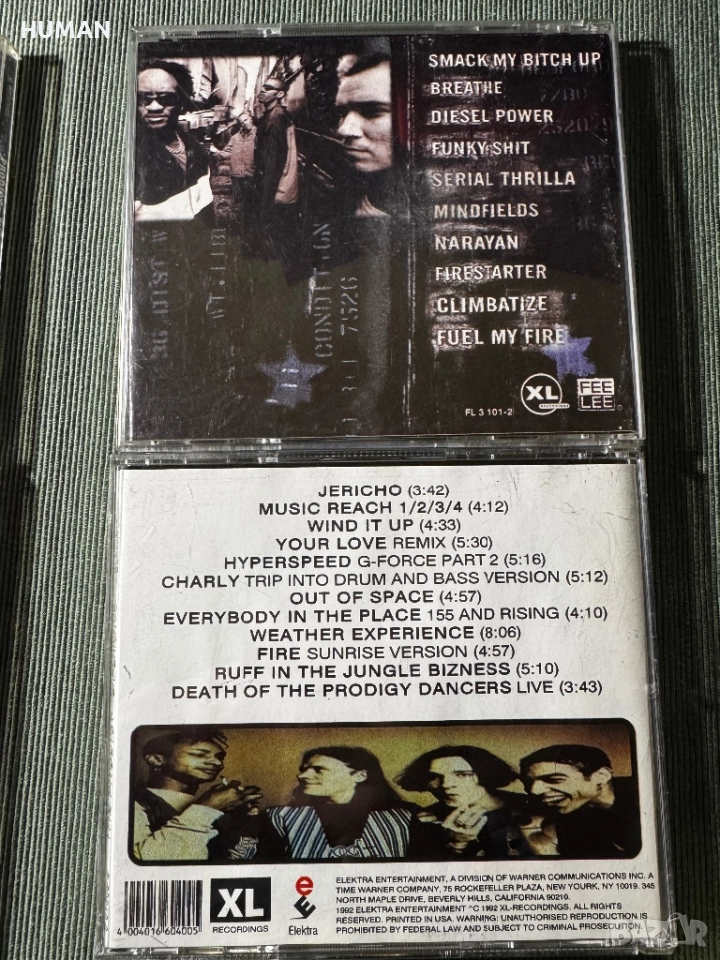 HUMAN
SMACK MY BITCH UP
BREATHE
DIESEL POWER
FUNKY SHIT
SERIAL THRILLA
MINDFIELDS
NARAYAN
FIRESTARTER
CLIMBATIZE
FUEL MY FIRE
CONDITION
7526
XL
FÉE
LEE
FL 3 101-2
JERICHO (3:42)
MUSIC REACH 1/2/3/4 (4:12)
WIND IT UP (4:33)
YOUR LOVE REMIX (5:30)
HYPERSPEED G-FORCE PART 2 (5:16)
CHARLY TRIP INTO DRUM AND BASS VERSION (5:12)
OUT OF SPACE (4:57)
EVERYBODY IN THE PLACE 155 AND RISING (4:10)
WEATHER EXPERIENCE (8:06)
FIRE SUNRISE VERSION (4:57)
RUFF IN THE JUNGLE BIZNESS (5:10)
DEATH OF THE PRODIGY DANCERS LIVE (3:43)
4 004016 604005
XL
RECORDINGS
e
Elektra
ELEKTRA ENTERTAINMENT, A DIVISION OF WARNER COMMUNICATIONS INC. A
TIME WARNER COMPANY, 75 ROCKEFELLER PLAZA, NEW YOURK, NY 10019. 345
NORTH MAPLE DRIVE, BEVERLY HILLS, CALIFORNIA 90210.
1992 ELEKTRA ENTERTAINMENT ℃ 1992 XL-RECORDINGS. ALL RIGHTS
RESERVED. PRINTED IN USA. WARNING: UNAUTHORISED REPRODUCTION IS
PROHIBITED BY FEDERAL LAW AND SUBJECT TO CRIMINAL PROSECUTION.